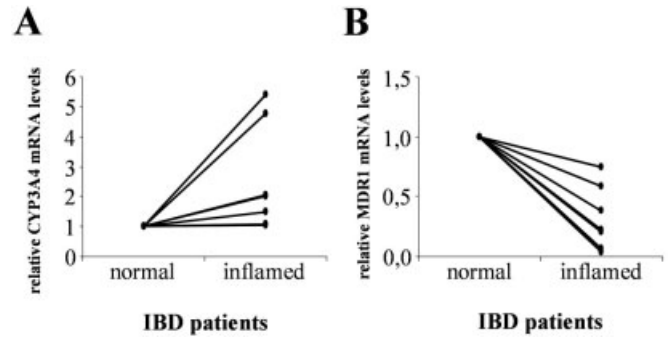 A
relative CYP3A4 mRNA levels
6
5
4
3
2
1
0
normal inflamed
IBD patients
B
relative MDR1 mRNA levels
1,5
1,0
0,5
0,0
normal inflamed
IBD patients